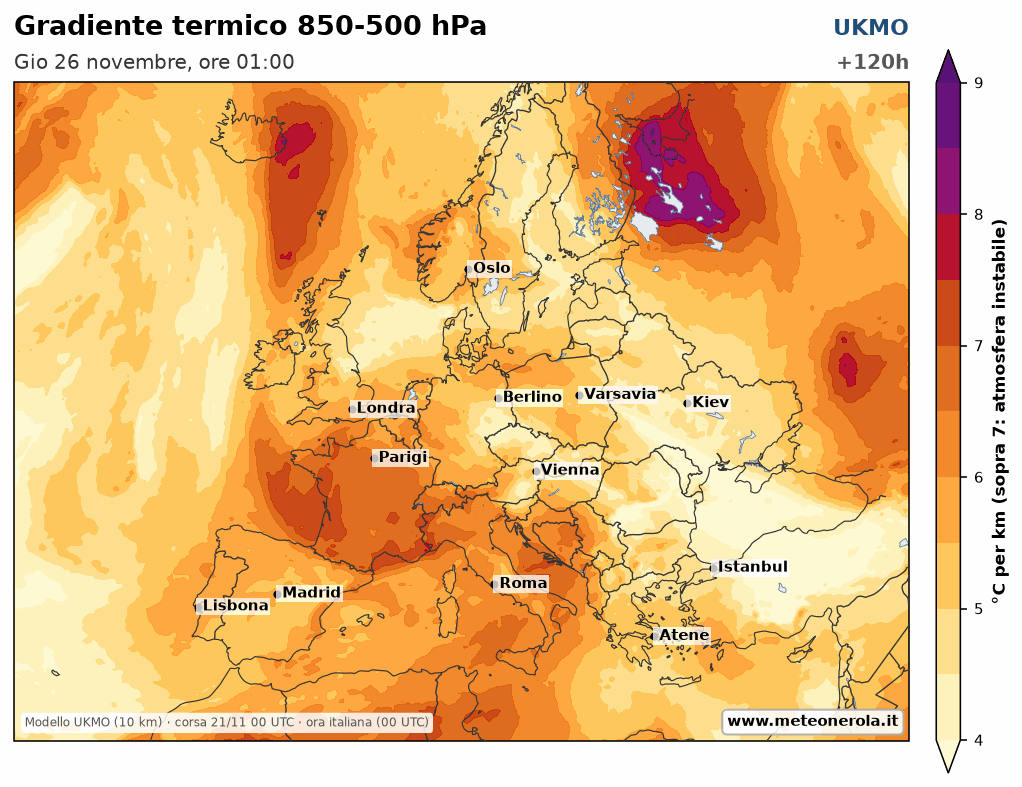 Gradiente termico 850-500 hPa
UKMO
Gio 26 novembre, ore 01:00
+120h
9
8
7
6
5
4
°C per km (sopra 7: atmosfera instabile)
Oslo
Londra
Berlino
Varsavia
Kiev
Parigi
Vienna
Istanbul
Madrid
Roma
Lisbona
Atene
Modello UKMO (10 km) · corsa 21/11 00 UTC · ora italiana (00 UTC)
www.meteonerola.it